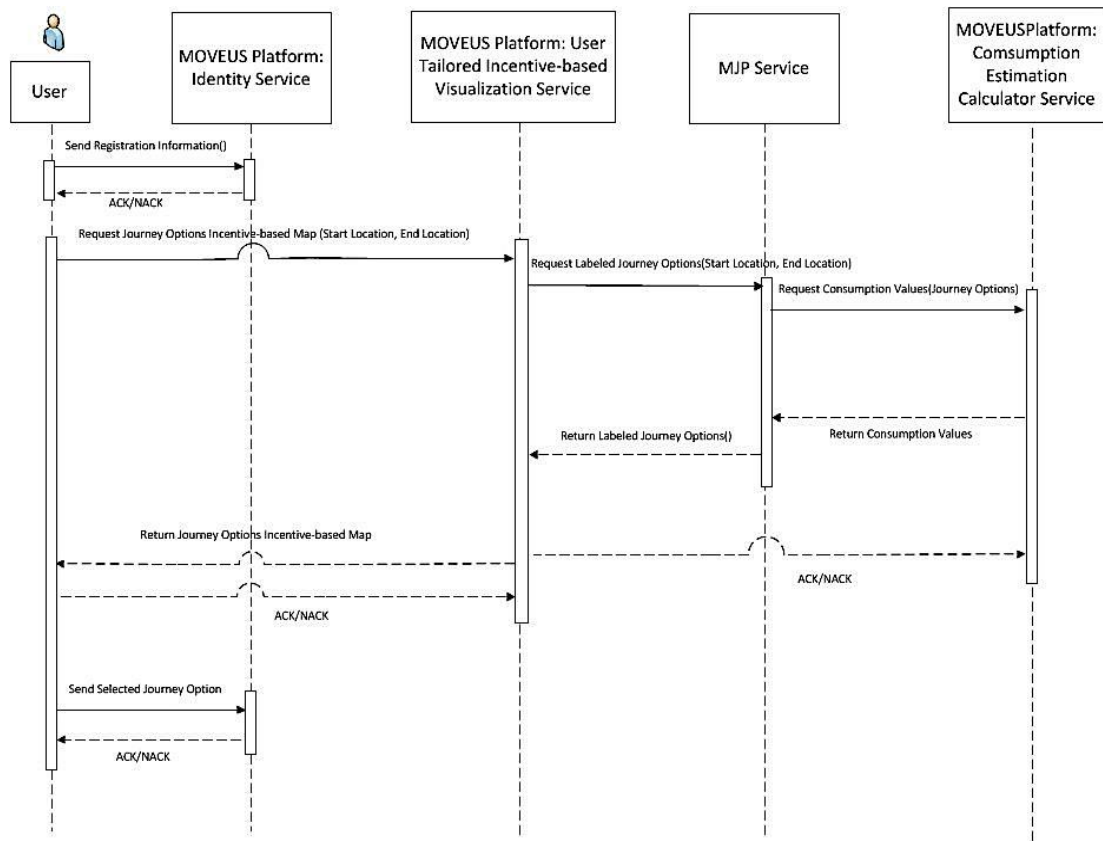 User
MOVEUS Platform:
Identity Service
MOVEUS Platform: User
Tailored Incentive-based
Visualization Service
MJP Service
MOVEUSPlatform:
Comsumption
Estimation
Calculator Service
Send Registration Information()
ACK/NACK
Request Journey Options Incentive-based Map (Start Location, End Location)
Request Labeled Journey Options(Start Location, End Location)
Request Consumption Values(Journey Options)
Return Consumption Values
Return Labeled Journey Options()
Return Journey Options Incentive-based Map
ACK/NACK
ACK/NACK
Send Selected Journey Option
ACK/NACK